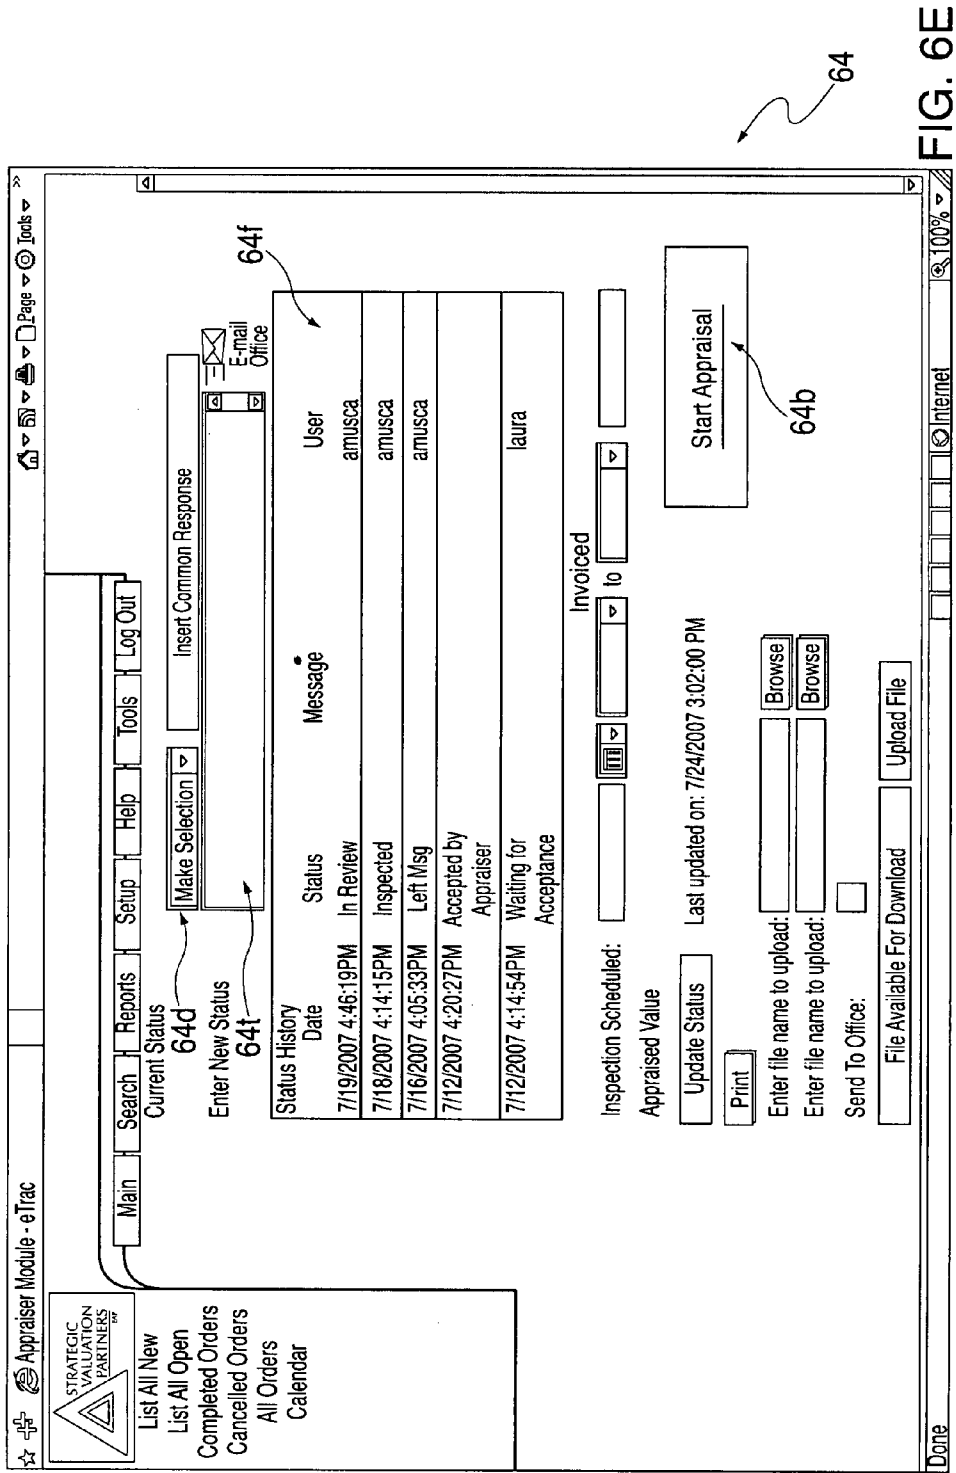 Appraiser Module - eTrac
Page Tools »
STRATEGIC
VALUATION
PARTNERS
List All New
List All Open
Completed Orders
Cancelled Orders
All Orders
Calendar
Main Search Reports Setup Help Tools Log Out
Current Status
64d
Make Selection
Insert Common Response
Enter New Status
64t
E-mail
Office
64f
Status History
Date Status Message User
7/19/2007 4:46:19PM In Review amusca
7/18/2007 4:14:15PM Inspected amusca
7/16/2007 4:05:33PM Left Msg amusca
7/12/2007 4:20:27PM Accepted by
Appraiser
7/12/2007 4:14:54PM Waiting for laura
Acceptance
Invoiced
Inspection Scheduled: to
Appraised Value
Update Status Last updated on: 7/24/2007 3:02:00 PM
Start Appraisal
64b
Print
Enter file name to upload: Browse
Enter file name to upload: Browse
Send To Office:
File Available For Download Upload File
Done nternet 100%
64
FIG. 6E